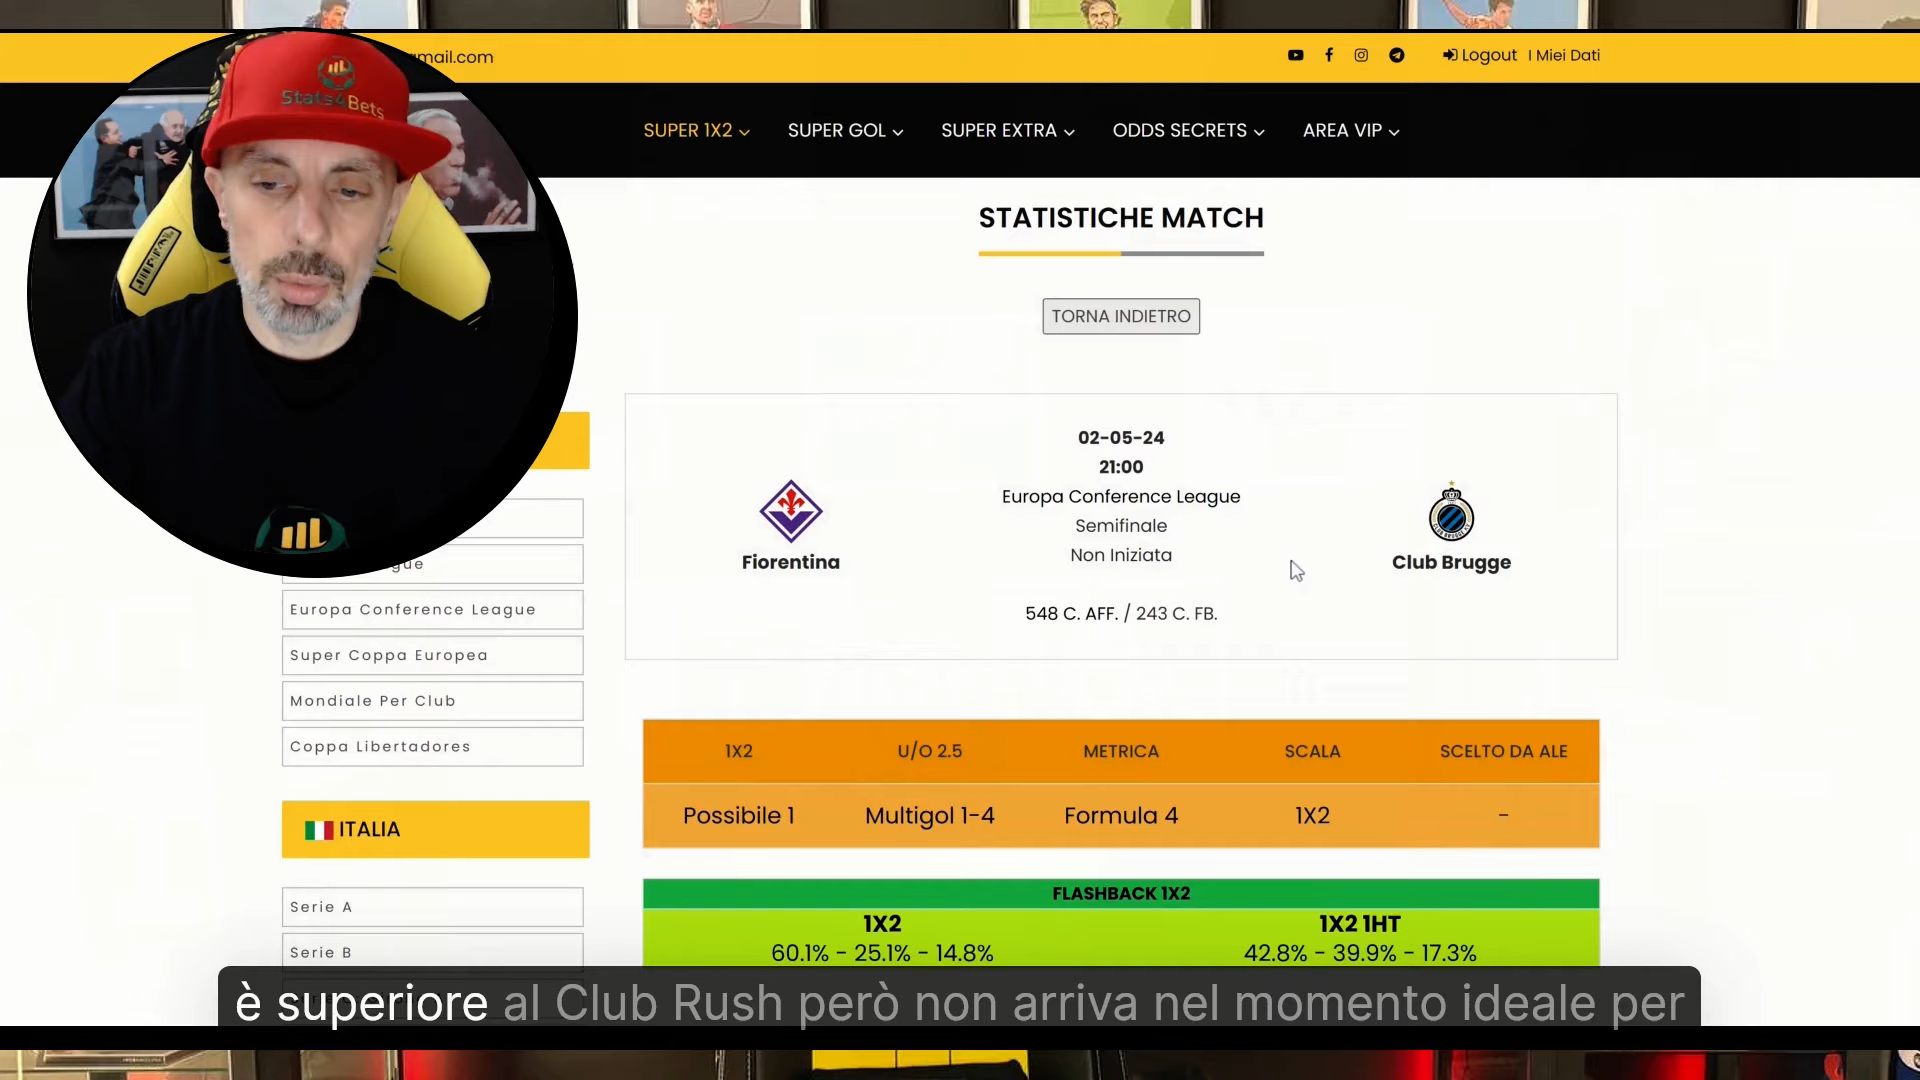 gmail.com
Logout I Miei Dati
Stats4Bets
SUPER 1X2 SUPER GOL SUPER EXTRA ODDS SECRETS AREA VIP
STATISTICHE MATCH
TORNA INDIETRO
02-05-24
21:00
Europa Conference League
Semifinale
Non Iniziata
Fiorentina
Club Brugge
548 C. AFF. / 243 C. FB.
Europa Conference League
Super Coppa Europea
Mondiale Per Club
Coppa Libertadores
ITALIA
Serie A
Serie B
1X2 U/O 2.5 METRICA SCALA SCELTO DA ALE
Possibile 1 Multigol 1-4 Formula 4 1X2 -
FLASHBACK 1X2
1X2 1X2 1HT
60.1% - 25.1% - 14.8% 42.8% - 39.9% - 17.3%
è superiore al Club Rush però non arriva nel momento ideale per